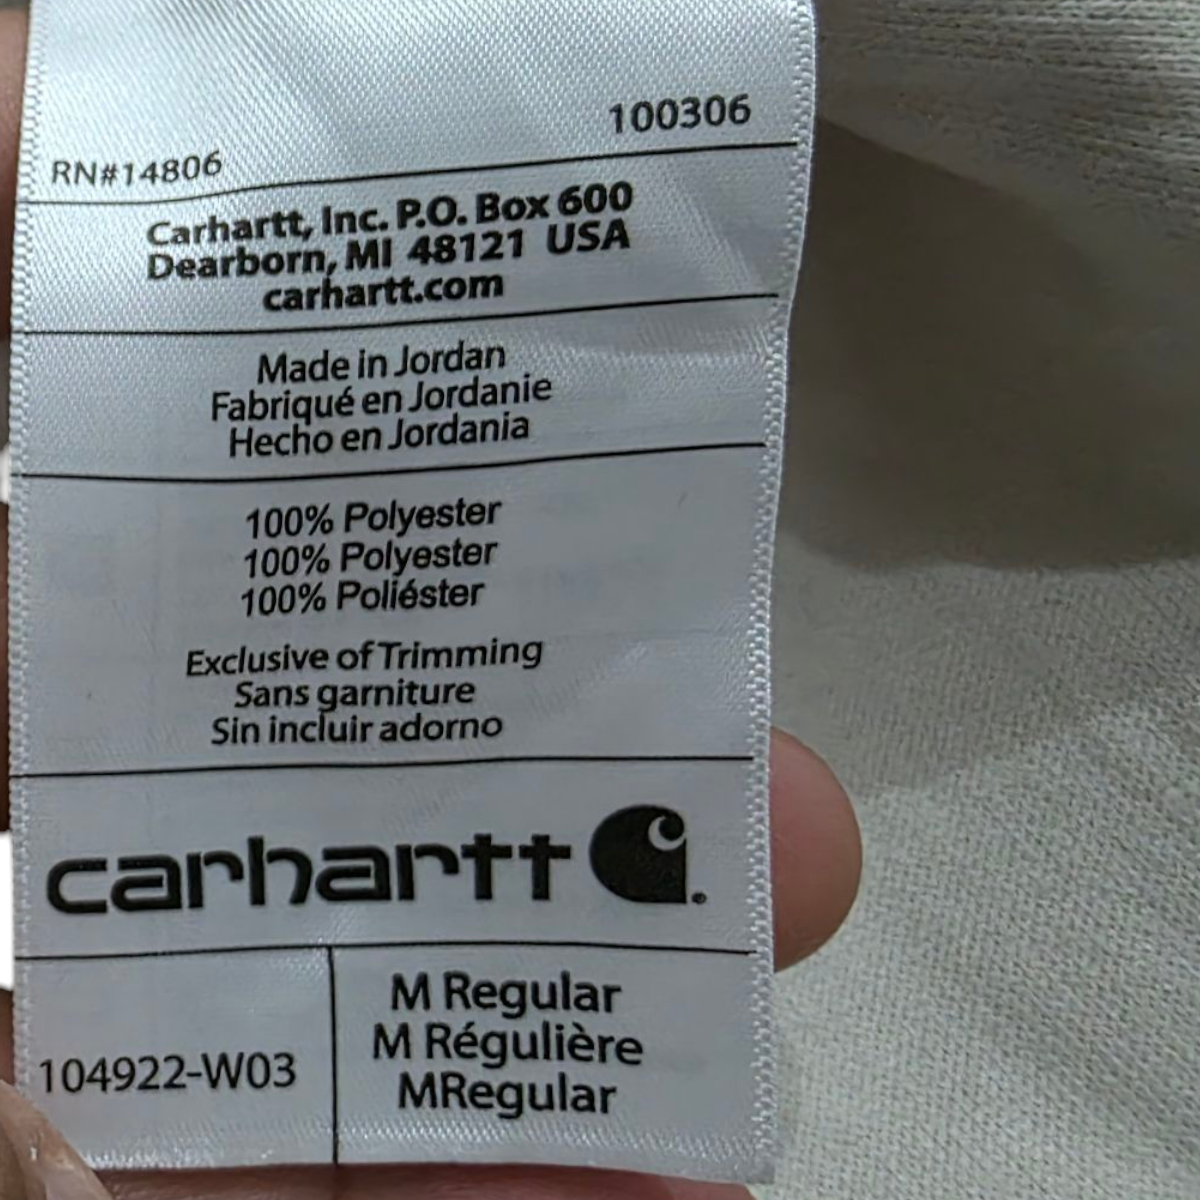 100306
RN#14806
Carhartt, Inc. P.O. Box 600
Dearborn, MI 48121 USA
carhartt.com
Made in Jordan
Fabriqué en Jordanie
Hecho en Jordania
100% Polyester
100% Polyester
100% Poliéster
Exclusive of Trimming
Sans garniture
Sin incluir adorno
carhartt
104922-W03
M Regular
M Régulière
MRegular